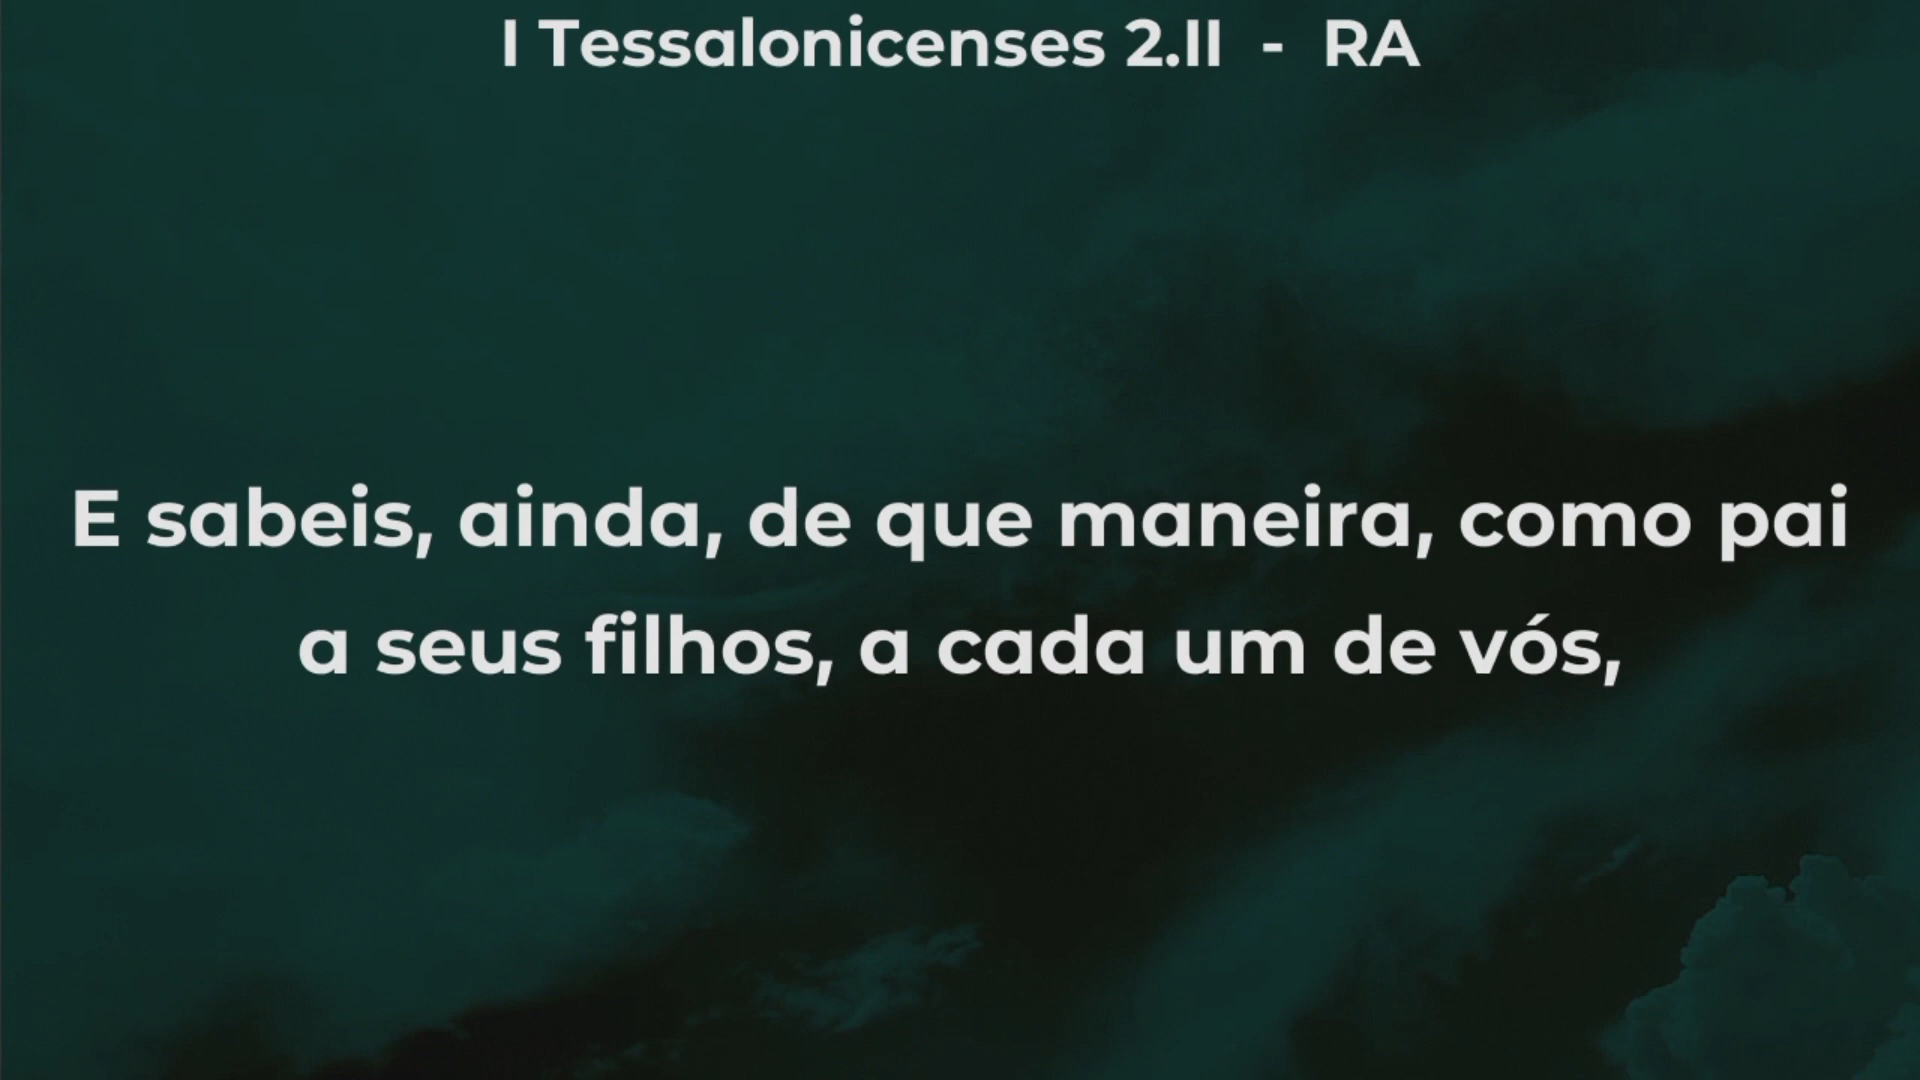 I Tessalonicenses 2.II - RA
E sabeis, ainda, de que maneira, como pai
a seus filhos, a cada um de vós,